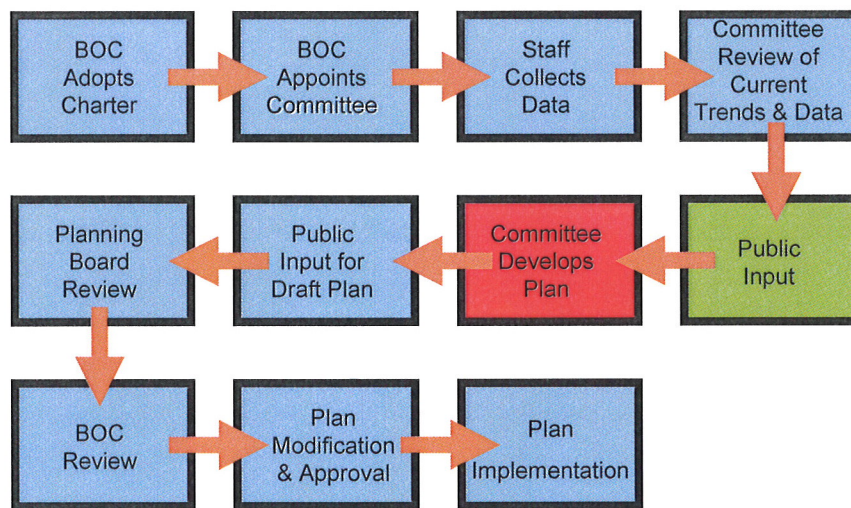 BOC
Adopts
Charter
BOC
Appoints
Committee
Staff
Collects
Data
Committee
Review of
Current
Trends & Data
Public
Input
Committee
Develops
Plan
Public
Input for
Draft Plan
Planning
Board
Review
BOC
Review
Plan
Modification
& Approval
Plan
Implementation